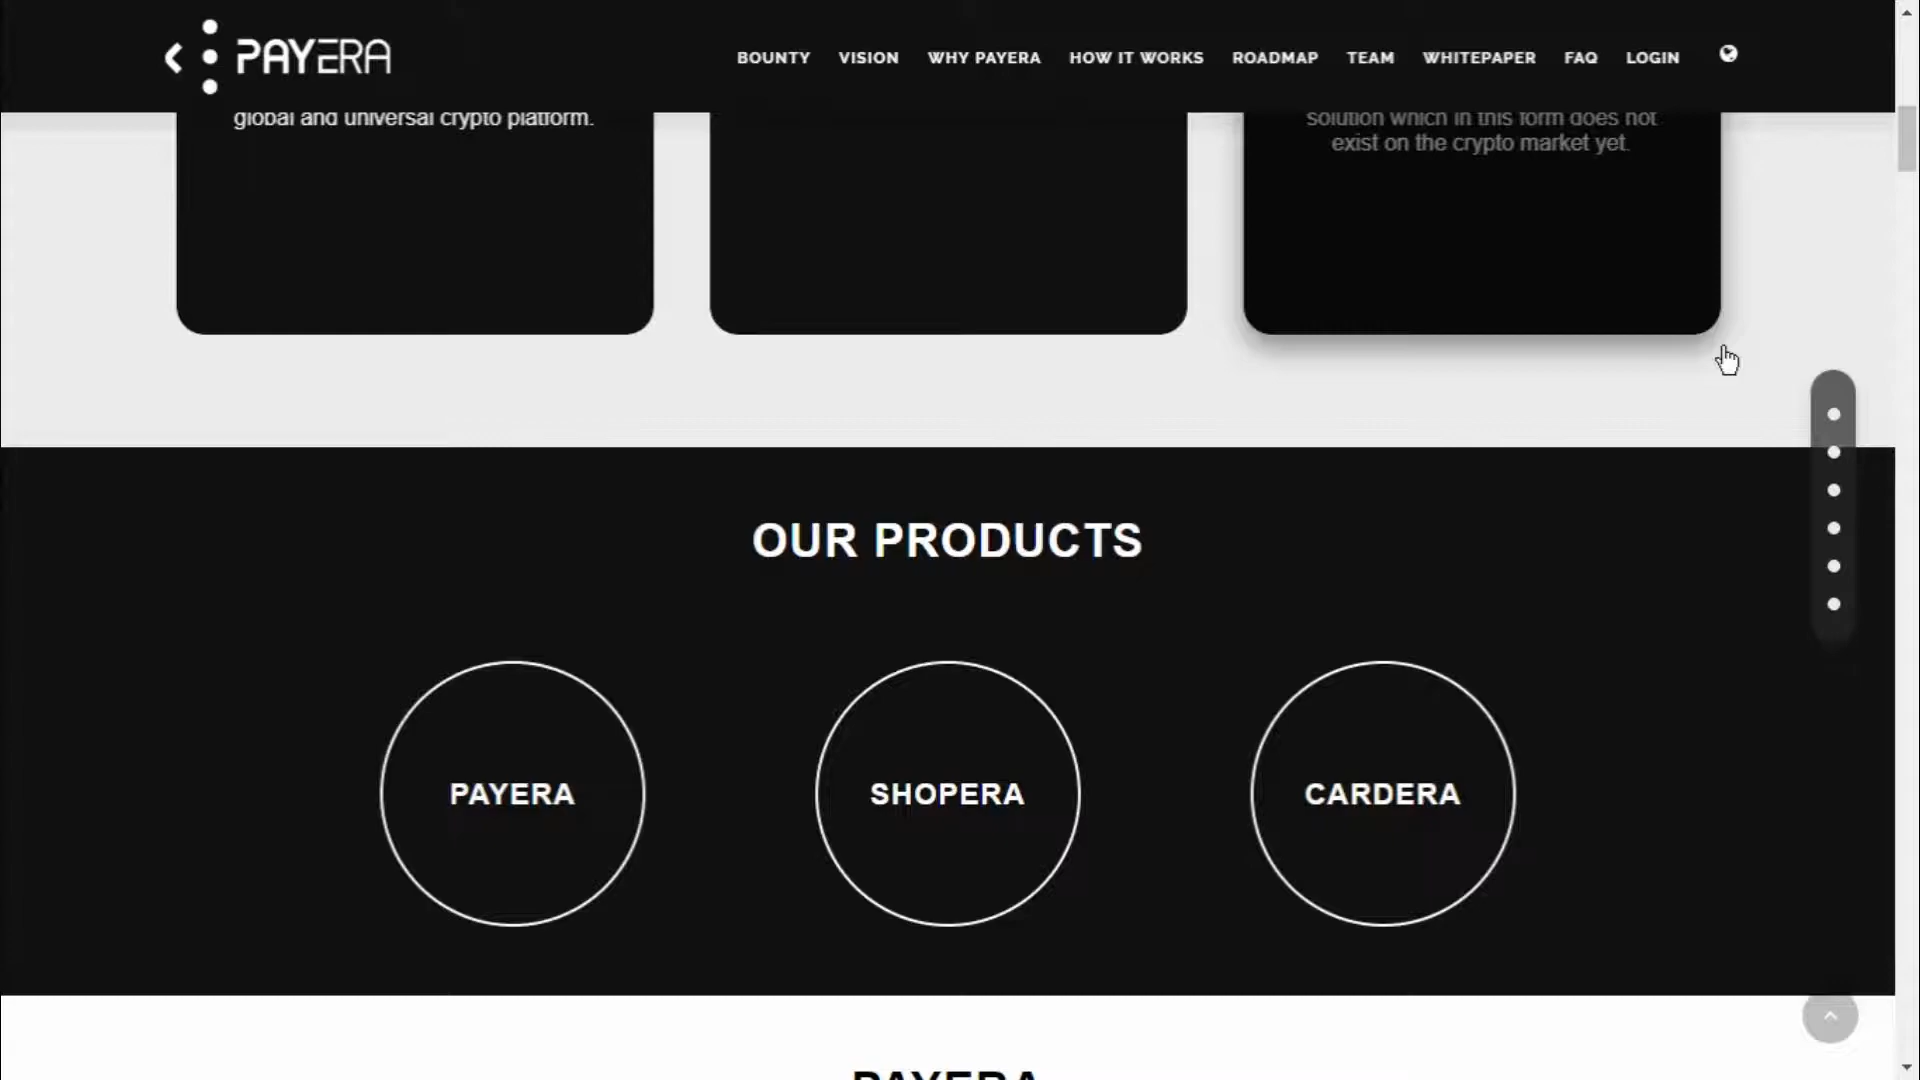 PAYERA
BOUNTY VISION WHY PAYERA HOW IT WORKS ROADMAP TEAM WHITEPAPER FAQ LOGIN
global and universal crypto platform.
solution which in this form does not
exist on the crypto market yet.
OUR PRODUCTS
PAYERA
SHOPERA
CARDERA
PAYERA